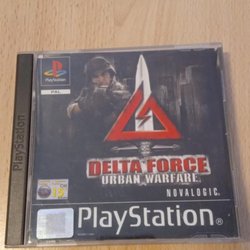 PlayStation
PAL
DELTA FORCE
URBAN WARFARE.
NOVALOGIC.
PlayStation